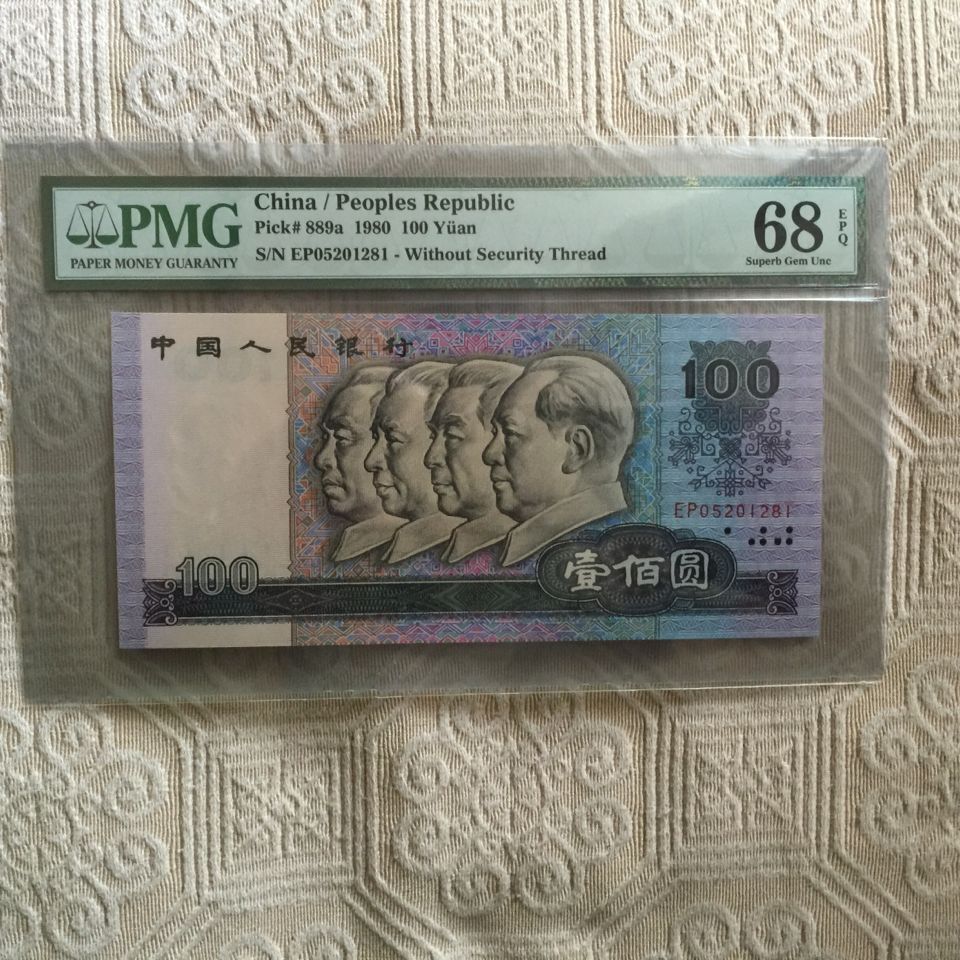 PMG
PAPER MONEY GUARANTY
China / Peoples Republic
Pick# 889a 1980 100 Yüan
S/N EP05201281 - Without Security Thread
68
EPQ
Superb Gem Unc
中国人民银行
100
EP05201281
100
壹佰圆